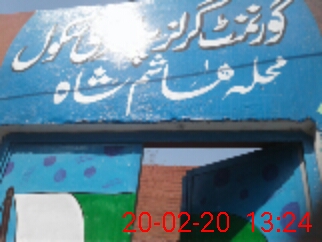 گورنمنٹ گرلز سکول
محلہ ہاشم شاہ
20-02-20 13:24